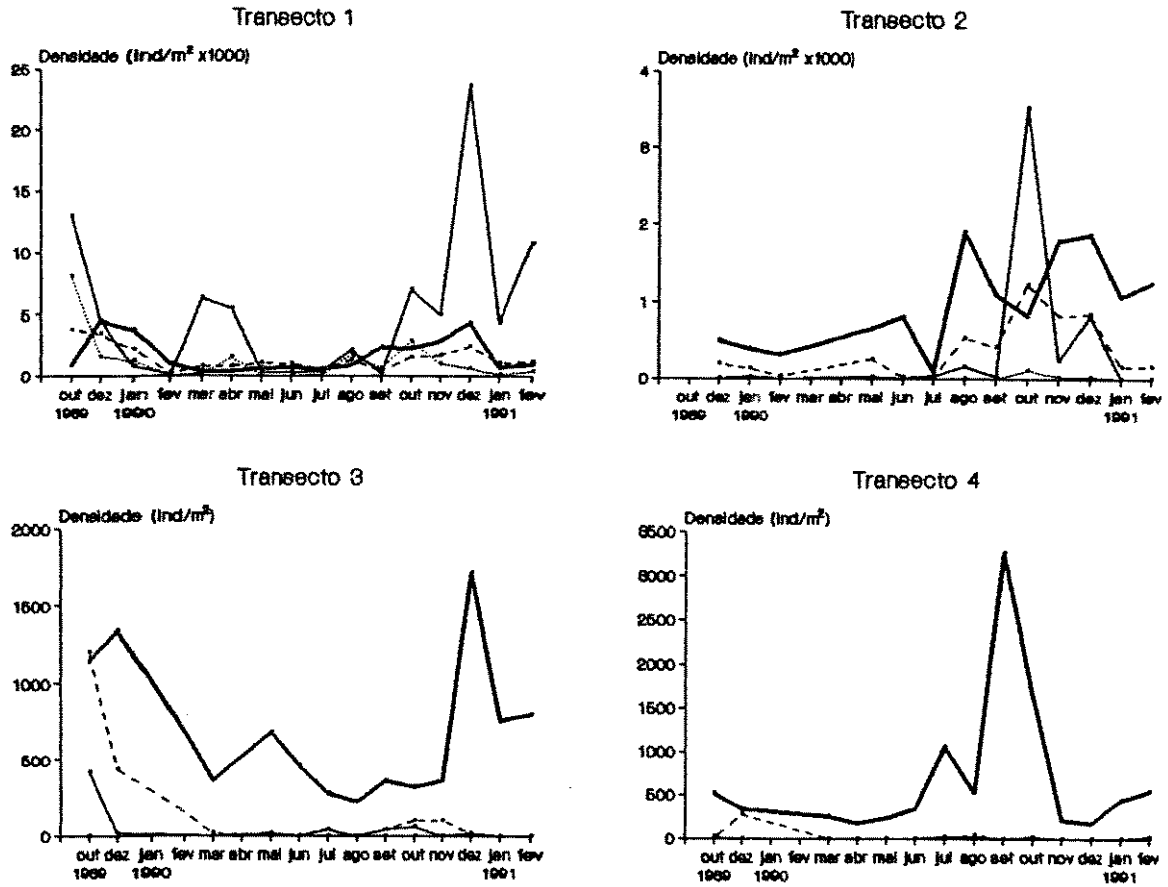 Transecto 1
Densidade (ind/m² x1000)
25
20
15
10
5
0
out dez jan fev mar abr mai jun jul ago set out nov dez jan fev
1989 1990 1991
Transecto 2
Densidade (ind/m² x1000)
4
3
2
1
0
out dez jan fev mar abr mai jun jul ago set out nov dez jan fev
1989 1990 1991
Transecto 3
Densidade (ind/m²)
2000
1500
1000
500
0
out dez jan fev mar abr mai jun jul ago set out nov dez jan fev
1989 1990 1991
Transecto 4
Densidade (ind/m²)
3500
3000
2500
2000
1500
1000
500
0
out dez jan fev mar abr mai jun jul ago set out nov dez jan fev
1989 1990 1991